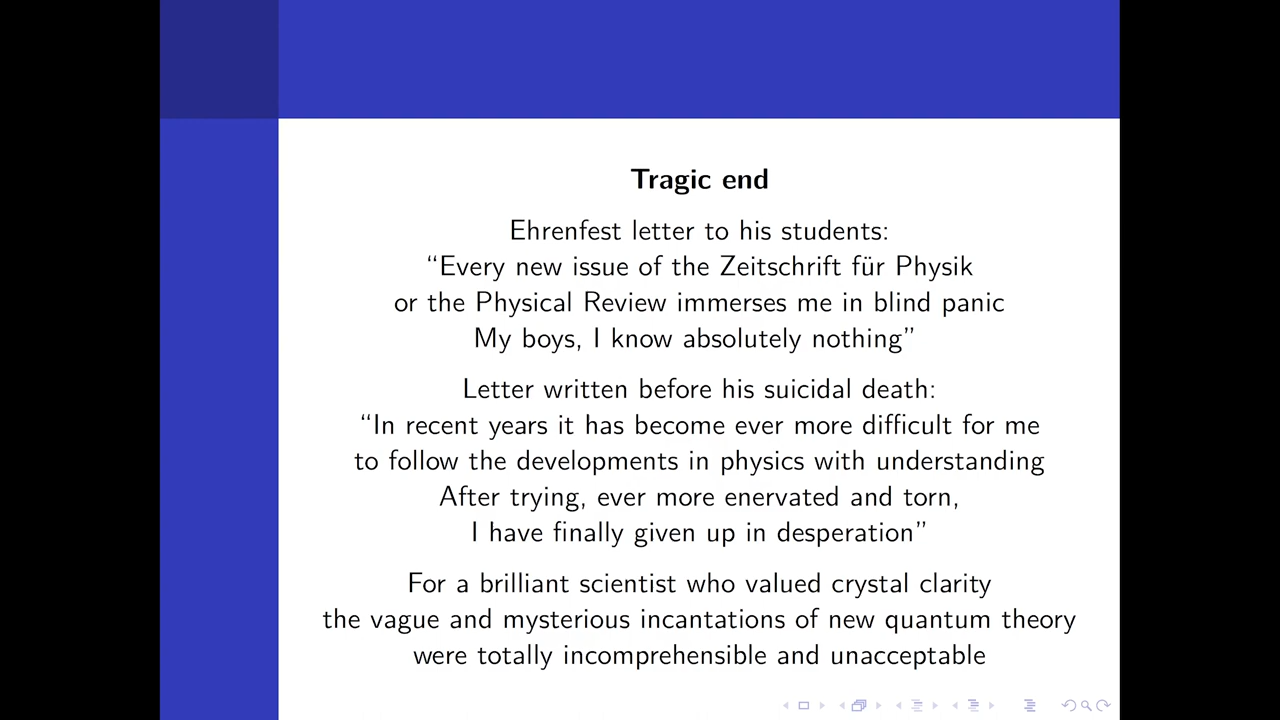 Tragic end
Ehrenfest letter to his students:
“Every new issue of the Zeitschrift für Physik
or the Physical Review immerses me in blind panic
My boys, I know absolutely nothing”
Letter written before his suicidal death:
“In recent years it has become ever more difficult for me
to follow the developments in physics with understanding
After trying, ever more enervated and torn,
I have finally given up in desperation”
For a brilliant scientist who valued crystal clarity
the vague and mysterious incantations of new quantum theory
were totally incomprehensible and unacceptable